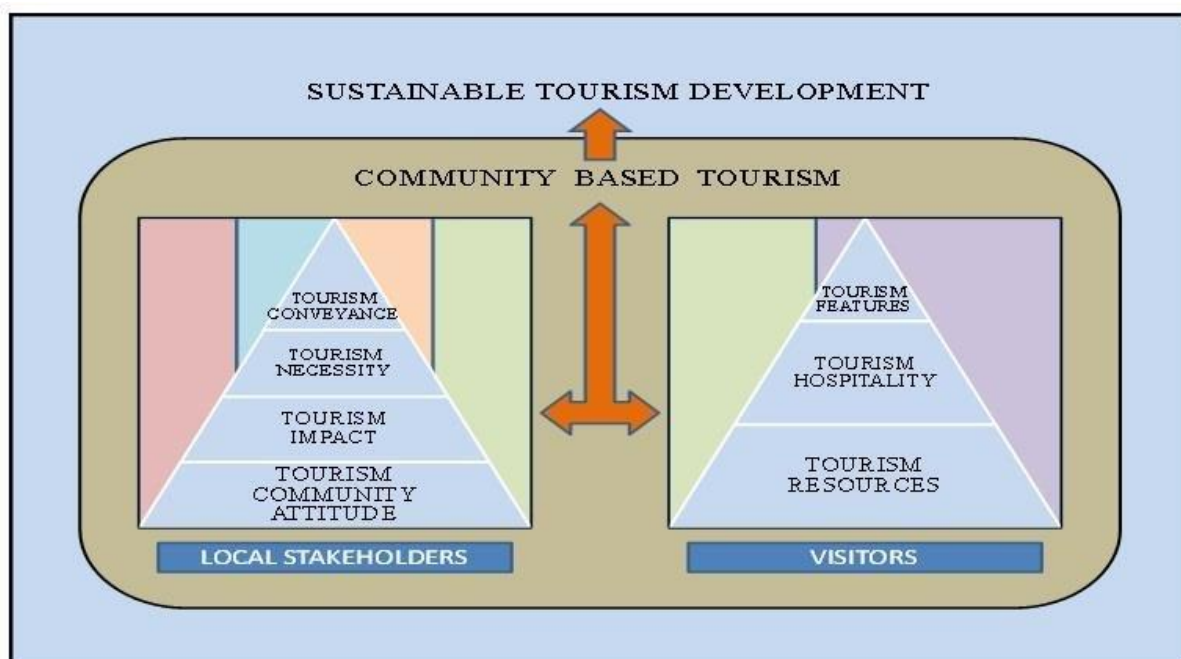 SUSTAINABLE TOURISM DEVELOPMENT
COMMUNITY BASED TOURISM
TOURISM
CONVEYANCE
TOURISM
NECESSITY
TOURISM
IMPACT
TOURISM
COMMUNITY
ATTITUDE
LOCAL STAKEHOLDERS
TOURISM
FEATURES
TOURISM
HOSPITALITY
TOURISM
RESOURCES
VISITORS